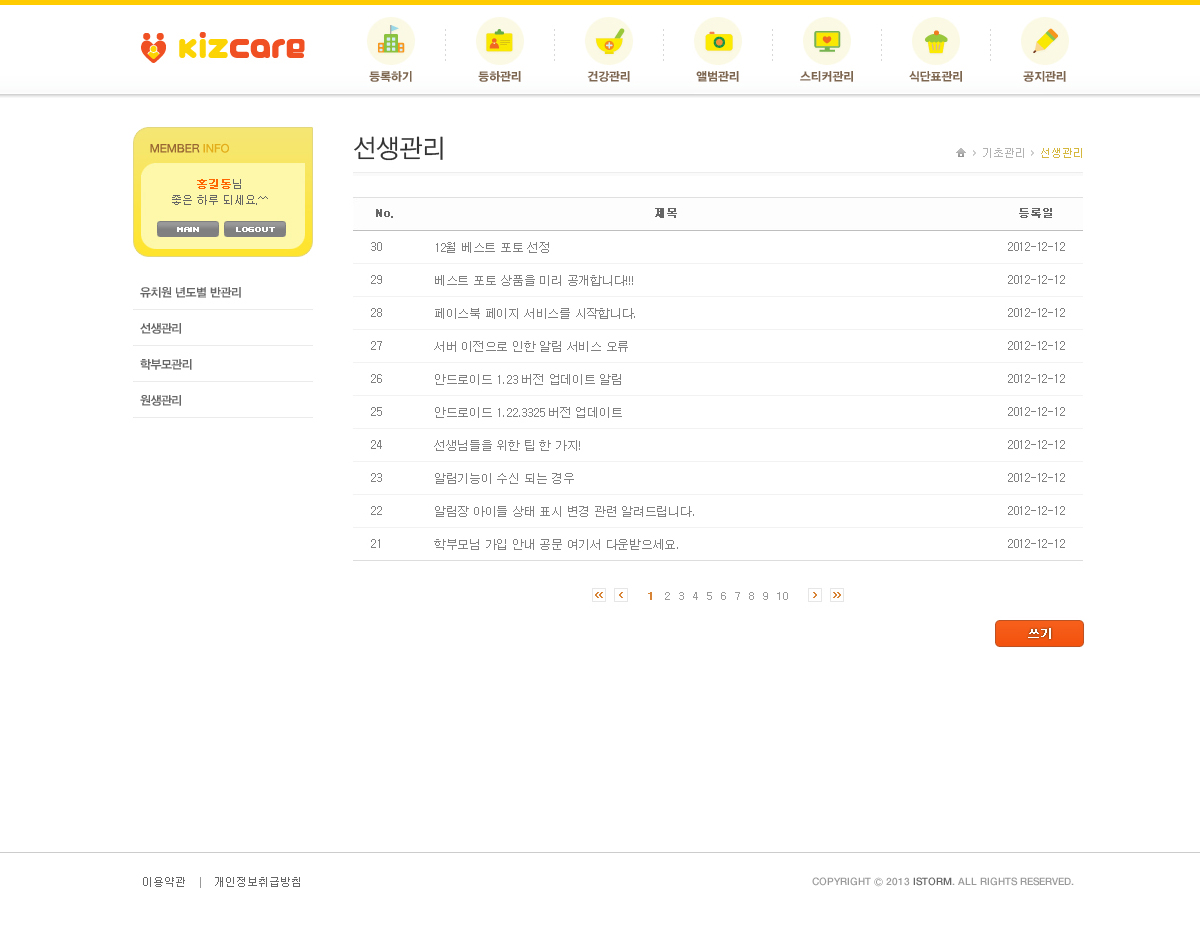 kizcare
등록하기 등하관리 건강관리 앨범관리 스티커관리 식단표관리 공지관리
MEMBER INFO
홍길동님
좋은 하루 되세요.^^
MAIN LOGOUT
유치원 년도별 반관리
선생관리
학부모관리
원생관리
선생관리
기초관리 > 선생관리
No. 제목 등록일
30 12월 베스트 포토 선정 2012-12-12
29 베스트 포토 상품을 미리 공개합니다!!! 2012-12-12
28 페이스북 페이지 서비스를 시작합니다. 2012-12-12
27 서버 이전으로 인한 알림 서비스 오류 2012-12-12
26 안드로이드 1.23 버전 업데이트 알림 2012-12-12
25 안드로이드 1.22.3325 버전 업데이트 2012-12-12
24 선생님들을 위한 팁 한 가지! 2012-12-12
23 알림기능이 수신 되는 경우 2012-12-12
22 알림장 아이들 상태 표시 변경 관련 알려드립니다. 2012-12-12
21 학부모님 가입 안내 공문 여기서 다운받으세요. 2012-12-12
1 2 3 4 5 6 7 8 9 10
쓰기
이용약관 | 개인정보취급방침
COPYRIGHT © 2013 ISTORM. ALL RIGHTS RESERVED.